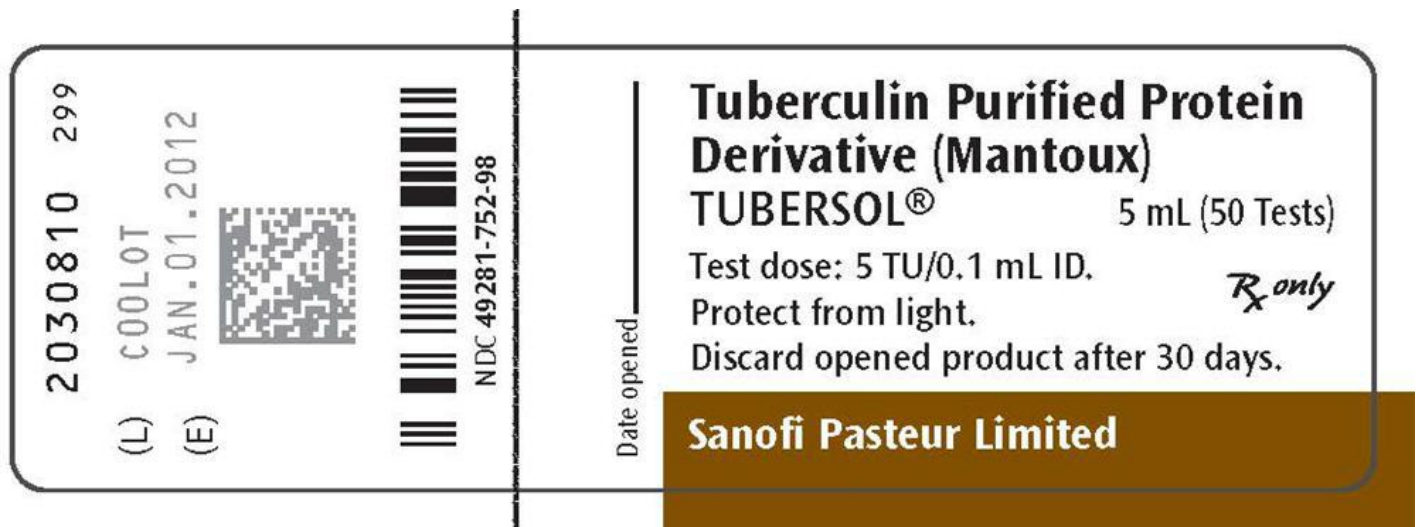 2030810 299
(L) COOLOT
(E) JAN.01.2012
NDC 49281-752-98
Date opened
Tuberculin Purified Protein
Derivative (Mantoux)
TUBERSOL® 5 mL (50 Tests)
Test dose: 5 TU/0.1 mL ID.
Rx only
Protect from light.
Discard opened product after 30 days.
Sanofi Pasteur Limited